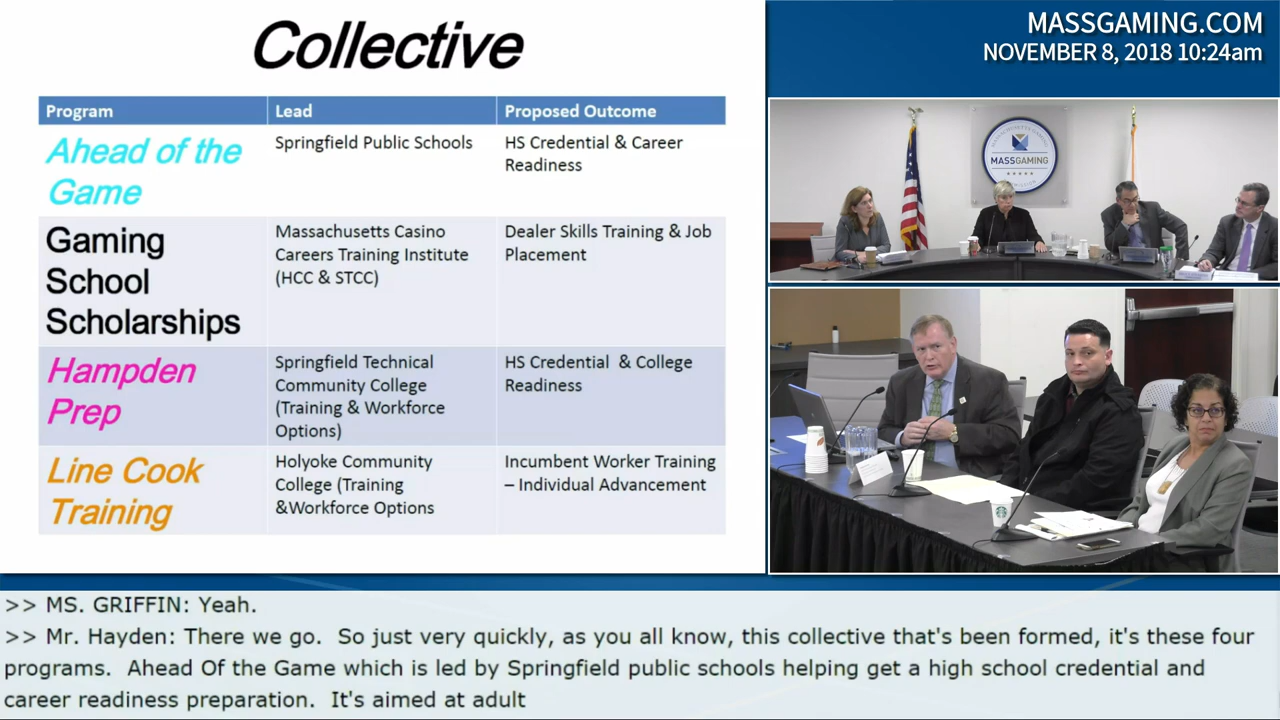 Collective
Program Lead Proposed Outcome
Ahead of the
Game
Springfield Public Schools
HS Credential & Career
Readiness
Gaming
School
Scholarships
Massachusetts Casino
Careers Training Institute
(HCC & STCC)
Dealer Skills Training & Job
Placement
Hampden
Prep
Springfield Technical
Community College
(Training & Workforce
Options)
HS Credential & College
Readiness
Line Cook
Training
Holyoke Community
College (Training
&Workforce Options
Incumbent Worker Training
– Individual Advancement
MASSGAMING.COM
NOVEMBER 8, 2018 10:24am
MASSGAMING
>> MS. GRIFFIN: Yeah.
>> Mr. Hayden: There we go. So just very quickly, as you all know, this collective that's been formed, it's these four
programs. Ahead Of the Game which is led by Springfield public schools helping get a high school credential and
career readiness preparation. It's aimed at adult